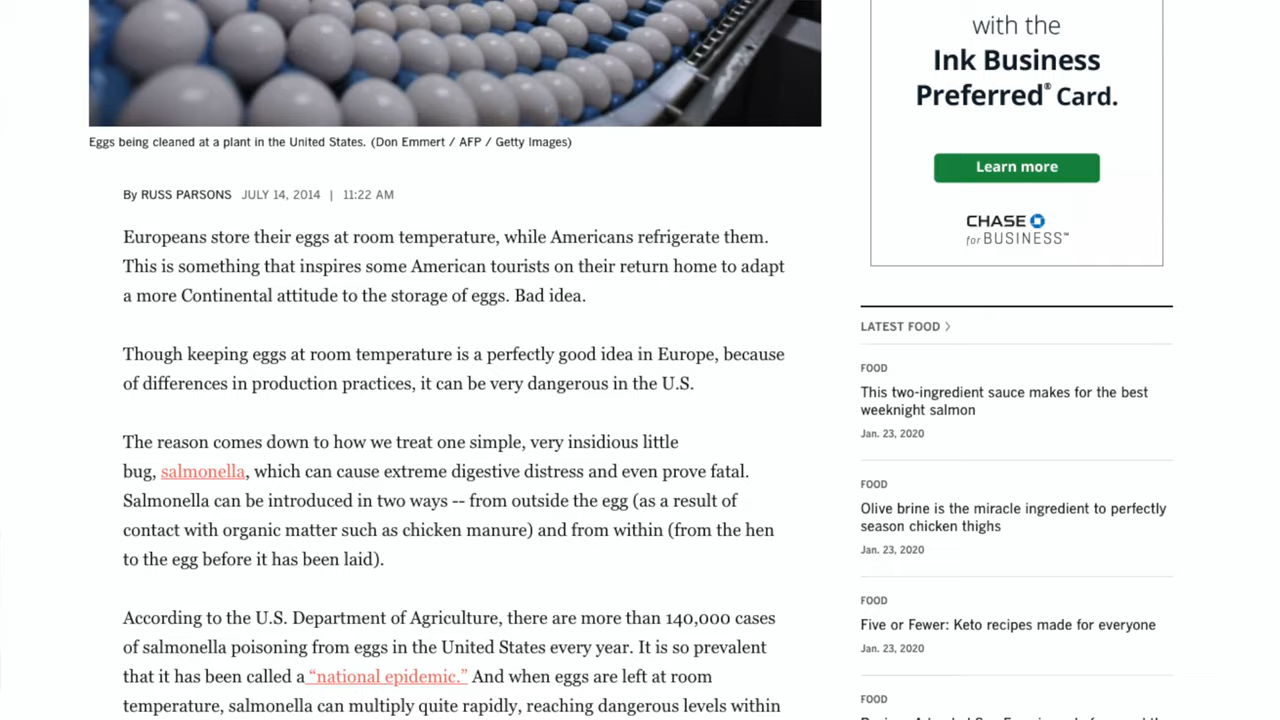 Eggs being cleaned at a plant in the United States. (Don Emmert / AFP / Getty Images)
By RUSS PARSONS JULY 14, 2014 | 11:22 AM
Europeans store their eggs at room temperature, while Americans refrigerate them.
This is something that inspires some American tourists on their return home to adapt
a more Continental attitude to the storage of eggs. Bad idea.
Though keeping eggs at room temperature is a perfectly good idea in Europe, because
of differences in production practices, it can be very dangerous in the U.S.
The reason comes down to how we treat one simple, very insidious little
bug, salmonella, which can cause extreme digestive distress and even prove fatal.
Salmonella can be introduced in two ways -- from outside the egg (as a result of
contact with organic matter such as chicken manure) and from within (from the hen
to the egg before it has been laid).
According to the U.S. Department of Agriculture, there are more than 140,000 cases
of salmonella poisoning from eggs in the United States every year. It is so prevalent
that it has been called a “national epidemic.” And when eggs are left at room
temperature, salmonella can multiply quite rapidly, reaching dangerous levels within
with the
Ink Business
Preferred® Card.
Learn more
CHASE
for BUSINESS℠
LATEST FOOD >
FOOD
This two-ingredient sauce makes for the best
weeknight salmon
Jan. 23, 2020
FOOD
Olive brine is the miracle ingredient to perfectly
season chicken thighs
Jan. 23, 2020
FOOD
Five or Fewer: Keto recipes made for everyone
Jan. 23, 2020
FOOD